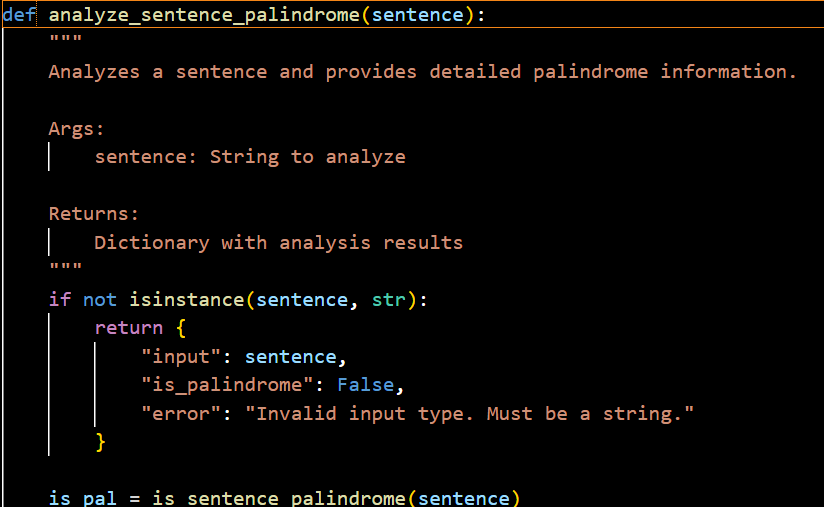 def analyze_sentence_palindrome(sentence):
    """
    Analyzes a sentence and provides detailed palindrome information.

    Args:
        sentence: String to analyze

    Returns:
        Dictionary with analysis results
    """
    if not isinstance(sentence, str):
        return {
            "input": sentence,
            "is_palindrome": False,
            "error": "Invalid input type. Must be a string."
        }

    is_pal = is_sentence_palindrome(sentence)